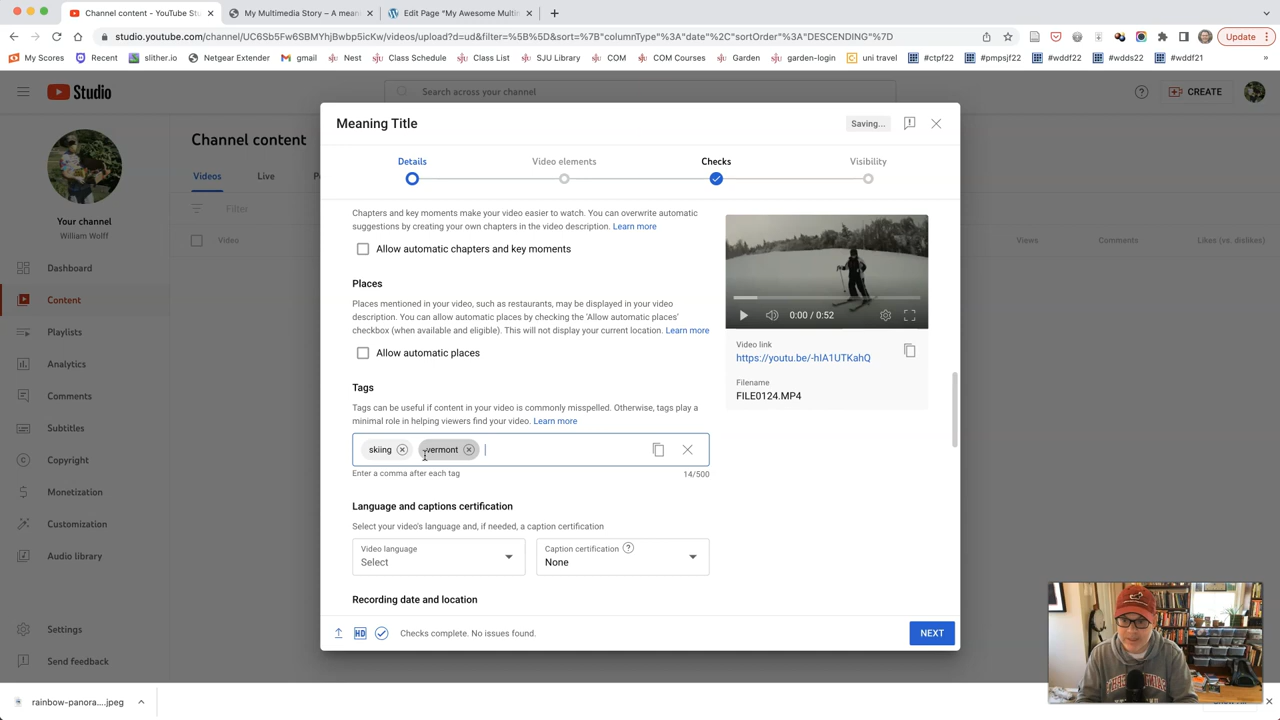 Channel content - YouTube Stu
My Multimedia Story – A meani
Edit Page "My Awesome Multin
studio.youtube.com/channel/UC6Sb5Fw6SBMYhjBwbp5icKw/videos/upload?d=ud&filter=%5B%5D&sort=%7B"columnType"%3A"date"%2C"sortOrder"%3A"DESCENDING"%7D
Update
My Scores
Recent
slither.io
Netgear Extender
gmail
Nest
Class Schedule
Class List
SJU Library
COM
COM Courses
Garden
garden-login
uni travel
#ctpf22
#pmpsjf22
#wddf22
#wdds22
#wddf21
»
Studio
Search across your channel
CREATE
Your channel
William Wolff
Dashboard
Content
Playlists
Analytics
Comments
Subtitles
Copyright
Monetization
Customization
Audio library
Settings
Send feedback
Channel content
Videos
Live
Filter
Video
Views
Comments
Likes (vs. dislikes)
Meaning Title
Saving...
Details
Video elements
Checks
Visibility
Chapters and key moments make your video easier to watch. You can overwrite automatic
suggestions by creating your own chapters in the video description. Learn more
Allow automatic chapters and key moments
Places
Places mentioned in your video, such as restaurants, may be displayed in your video
description. You can allow automatic places by checking the 'Allow automatic places'
checkbox (when available and eligible). This will not display your current location. Learn more
Allow automatic places
Tags
Tags can be useful if content in your video is commonly misspelled. Otherwise, tags play a
minimal role in helping viewers find your video. Learn more
skiing
vermont
Enter a comma after each tag
14/500
Language and captions certification
Select your video's language and, if needed, a caption certification
Video language
Select
Caption certification
None
Recording date and location
0:00 / 0:52
Video link
https://youtu.be/-hIA1UTKahQ
Filename
FILE0124.MP4
HD
Checks complete. No issues found.
NEXT
rainbow-panora....jpeg